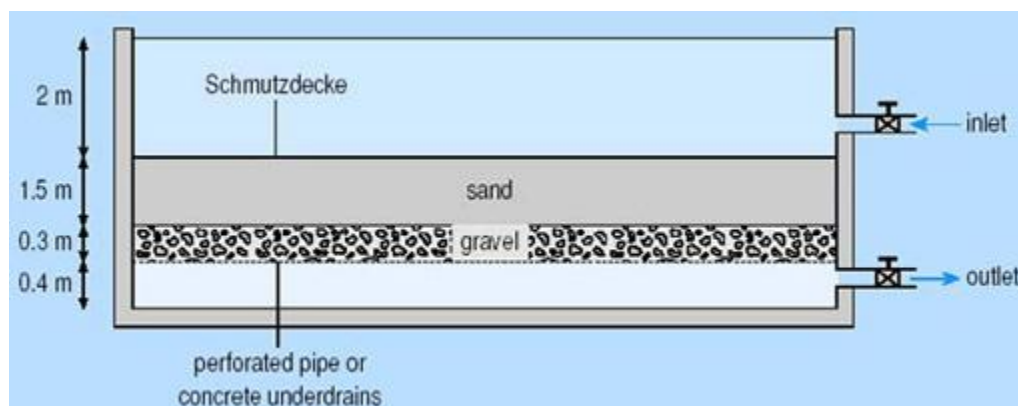 2 m
Schmutzdecke
inlet
1.5 m
sand
0.3 m
gravel
0.4 m
outlet
perforated pipe or
concrete underdrains